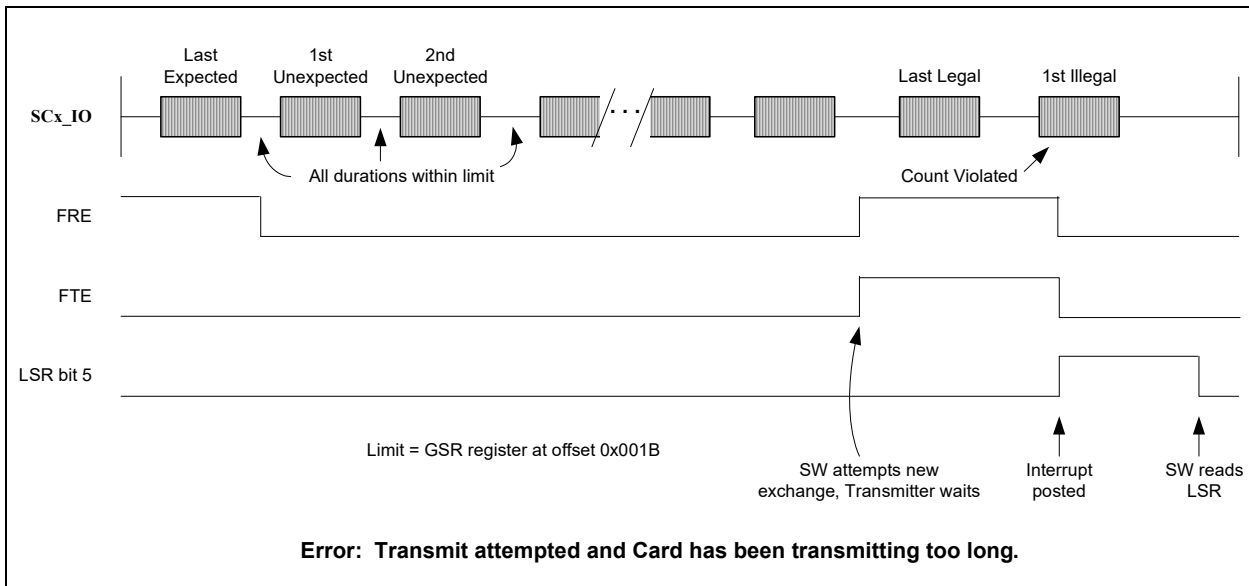 Last
Expected
1st
Unexpected
2nd
Unexpected
Last Legal
1st Illegal
SCx_IO
. . .
All durations within limit
Count Violated
FRE
FTE
LSR bit 5
Limit = GSR register at offset 0x001B
SW attempts new
exchange, Transmitter waits
Interrupt
posted
SW reads
LSR
Error: Transmit attempted and Card has been transmitting too long.